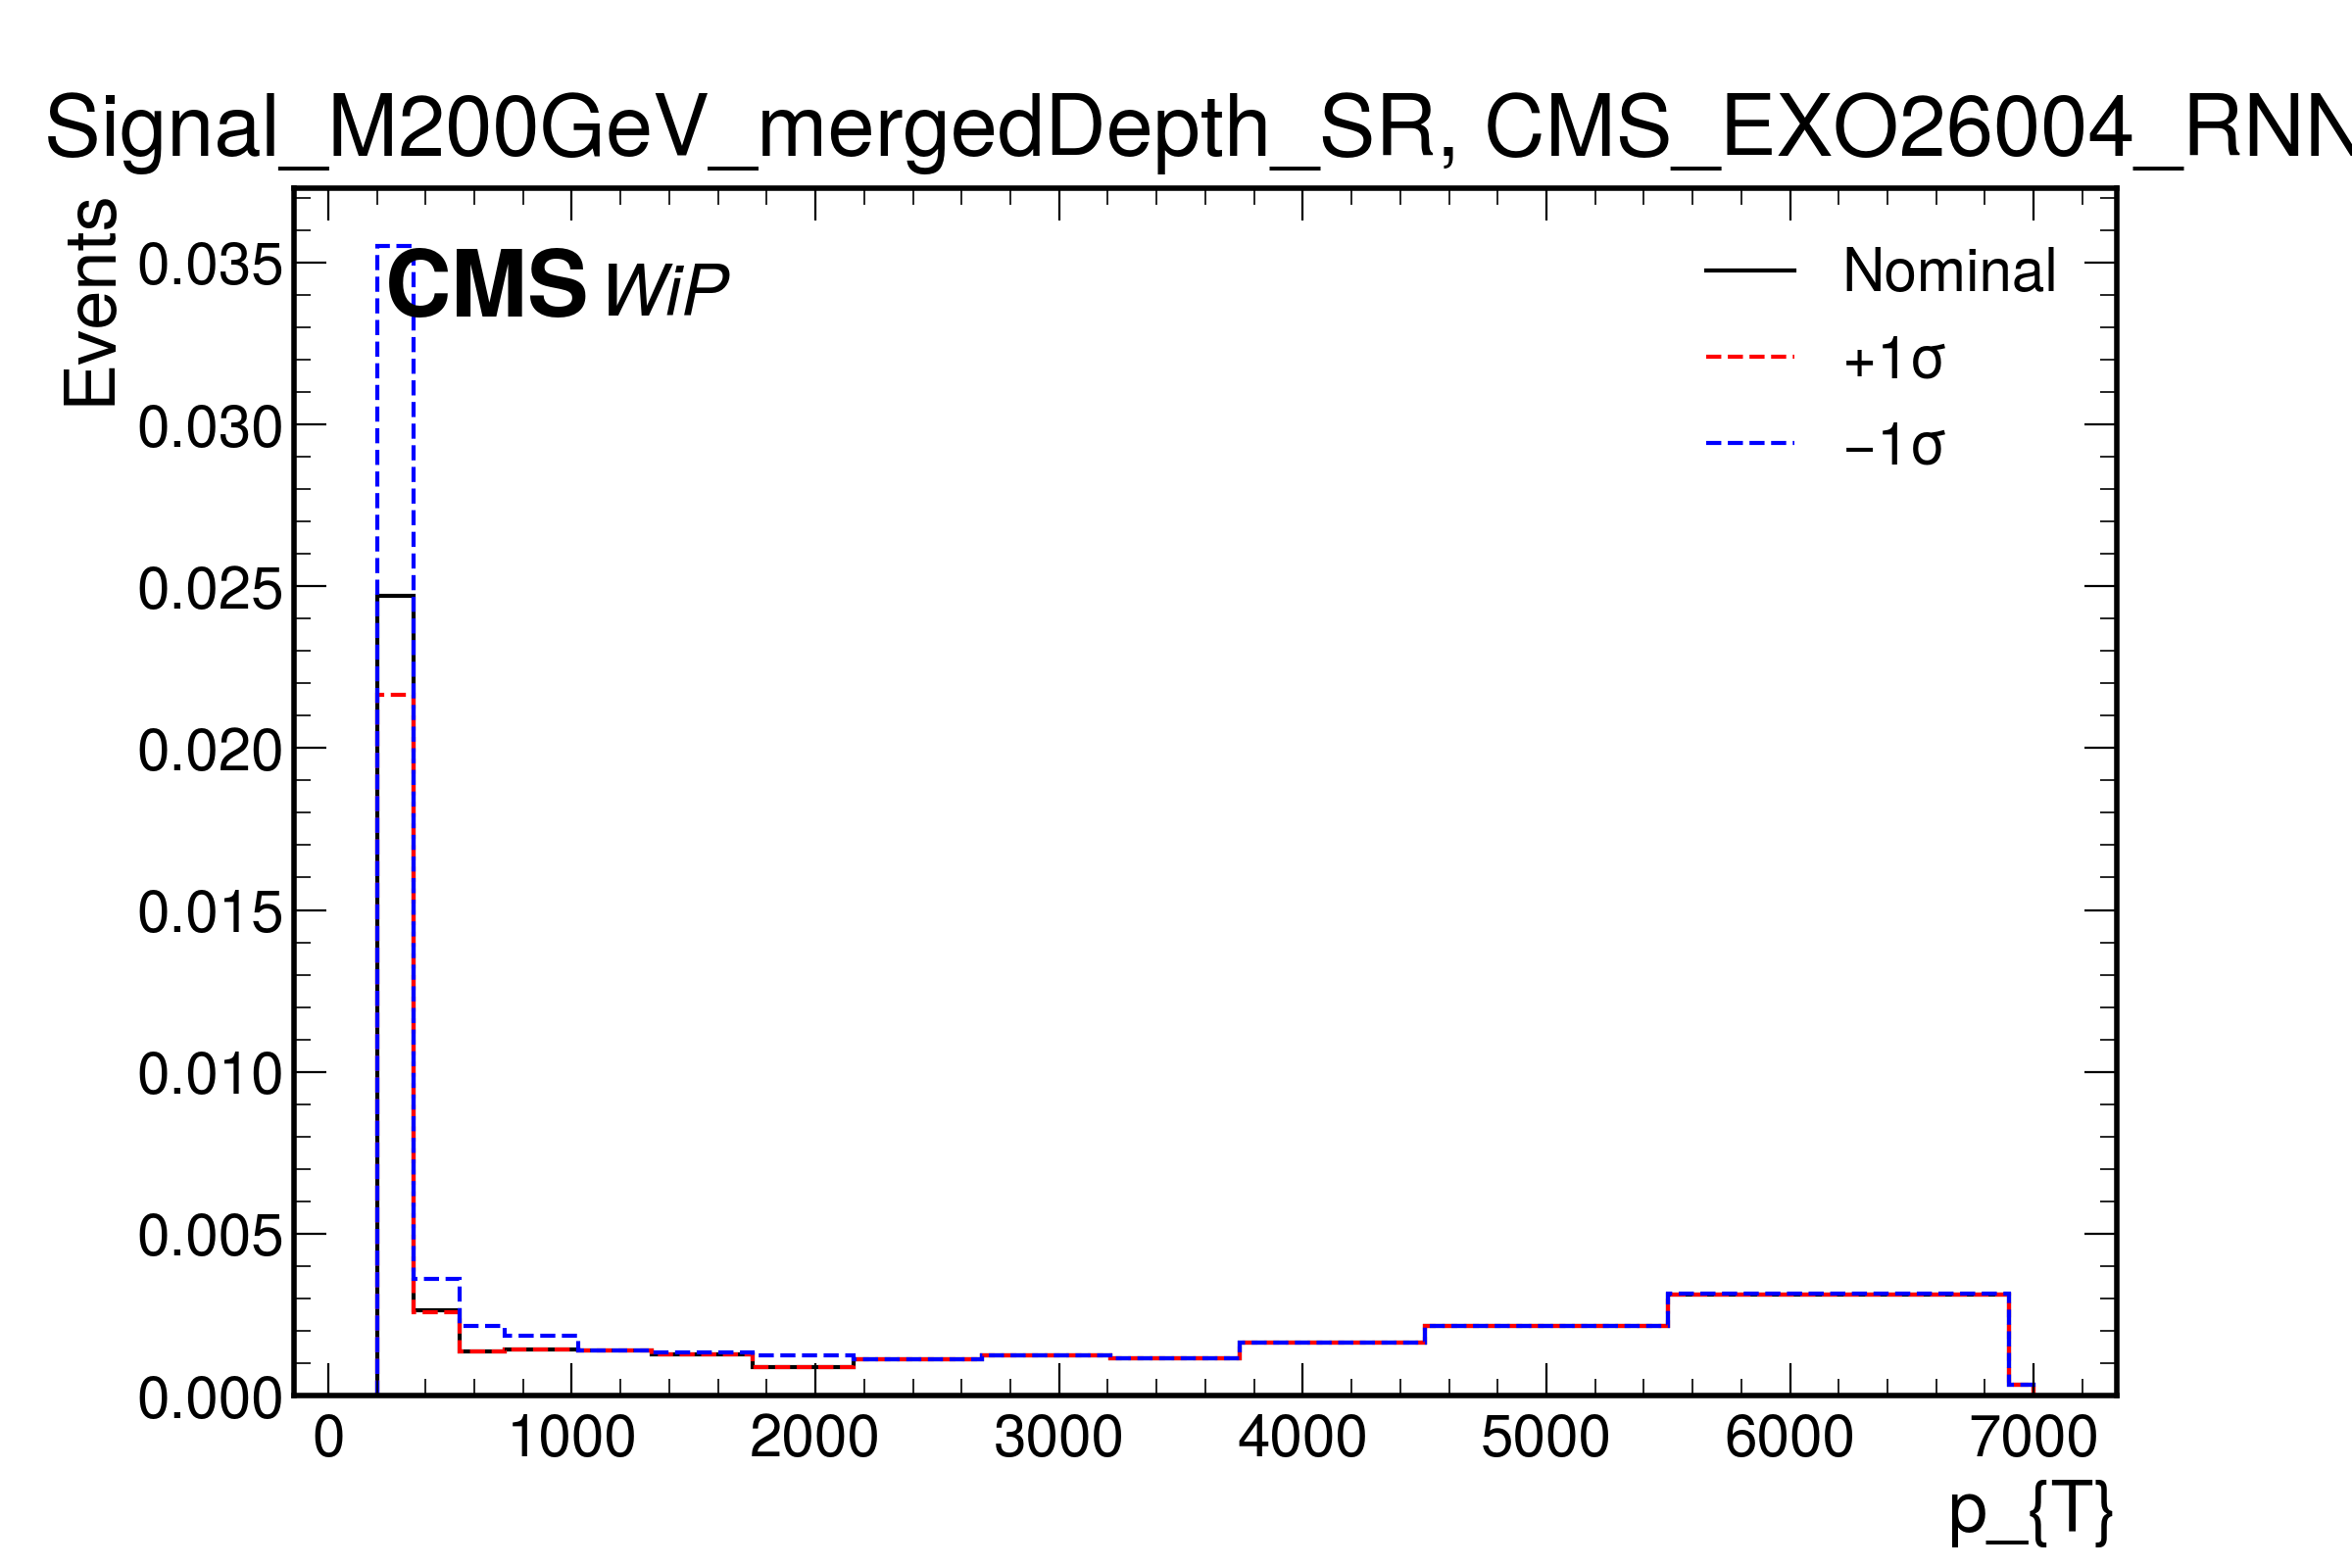 Signal_M200GeV_mergedDepth_SR, CMS_EXO26004_RNN
Events
CMS WiP
Nominal
+1σ
−1σ
0.035
0.030
0.025
0.020
0.015
0.010
0.005
0.000
0 1000 2000 3000 4000 5000 6000 7000
p_{T}